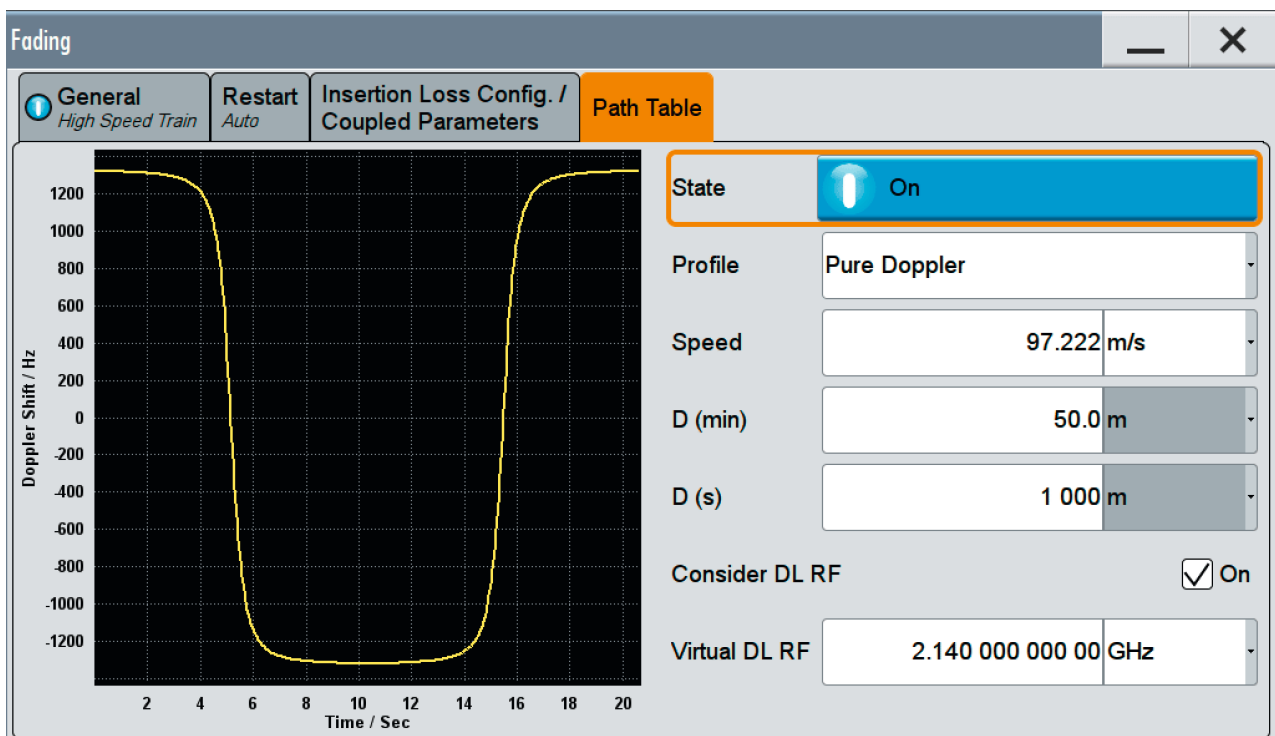 Fading
General
High Speed Train
Restart
Auto
Insertion Loss Config. /
Coupled Parameters
Path Table
1200
1000
800
600
400
200
0
-200
-400
-600
-800
-1000
-1200
Doppler Shift / Hz
2 4 6 8 10 12 14 16 18 20
Time / Sec
State On
Profile Pure Doppler
Speed 97.222 m/s
D (min) 50.0 m
D (s) 1 000 m
Consider DL RF On
Virtual DL RF 2.140 000 000 00 GHz